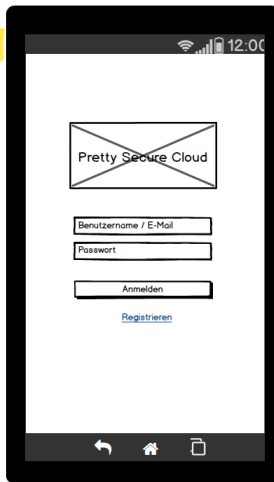 12:00
Pretty Secure Cloud
Benutzername / E-Mail
Passwort
Anmelden
Registrieren